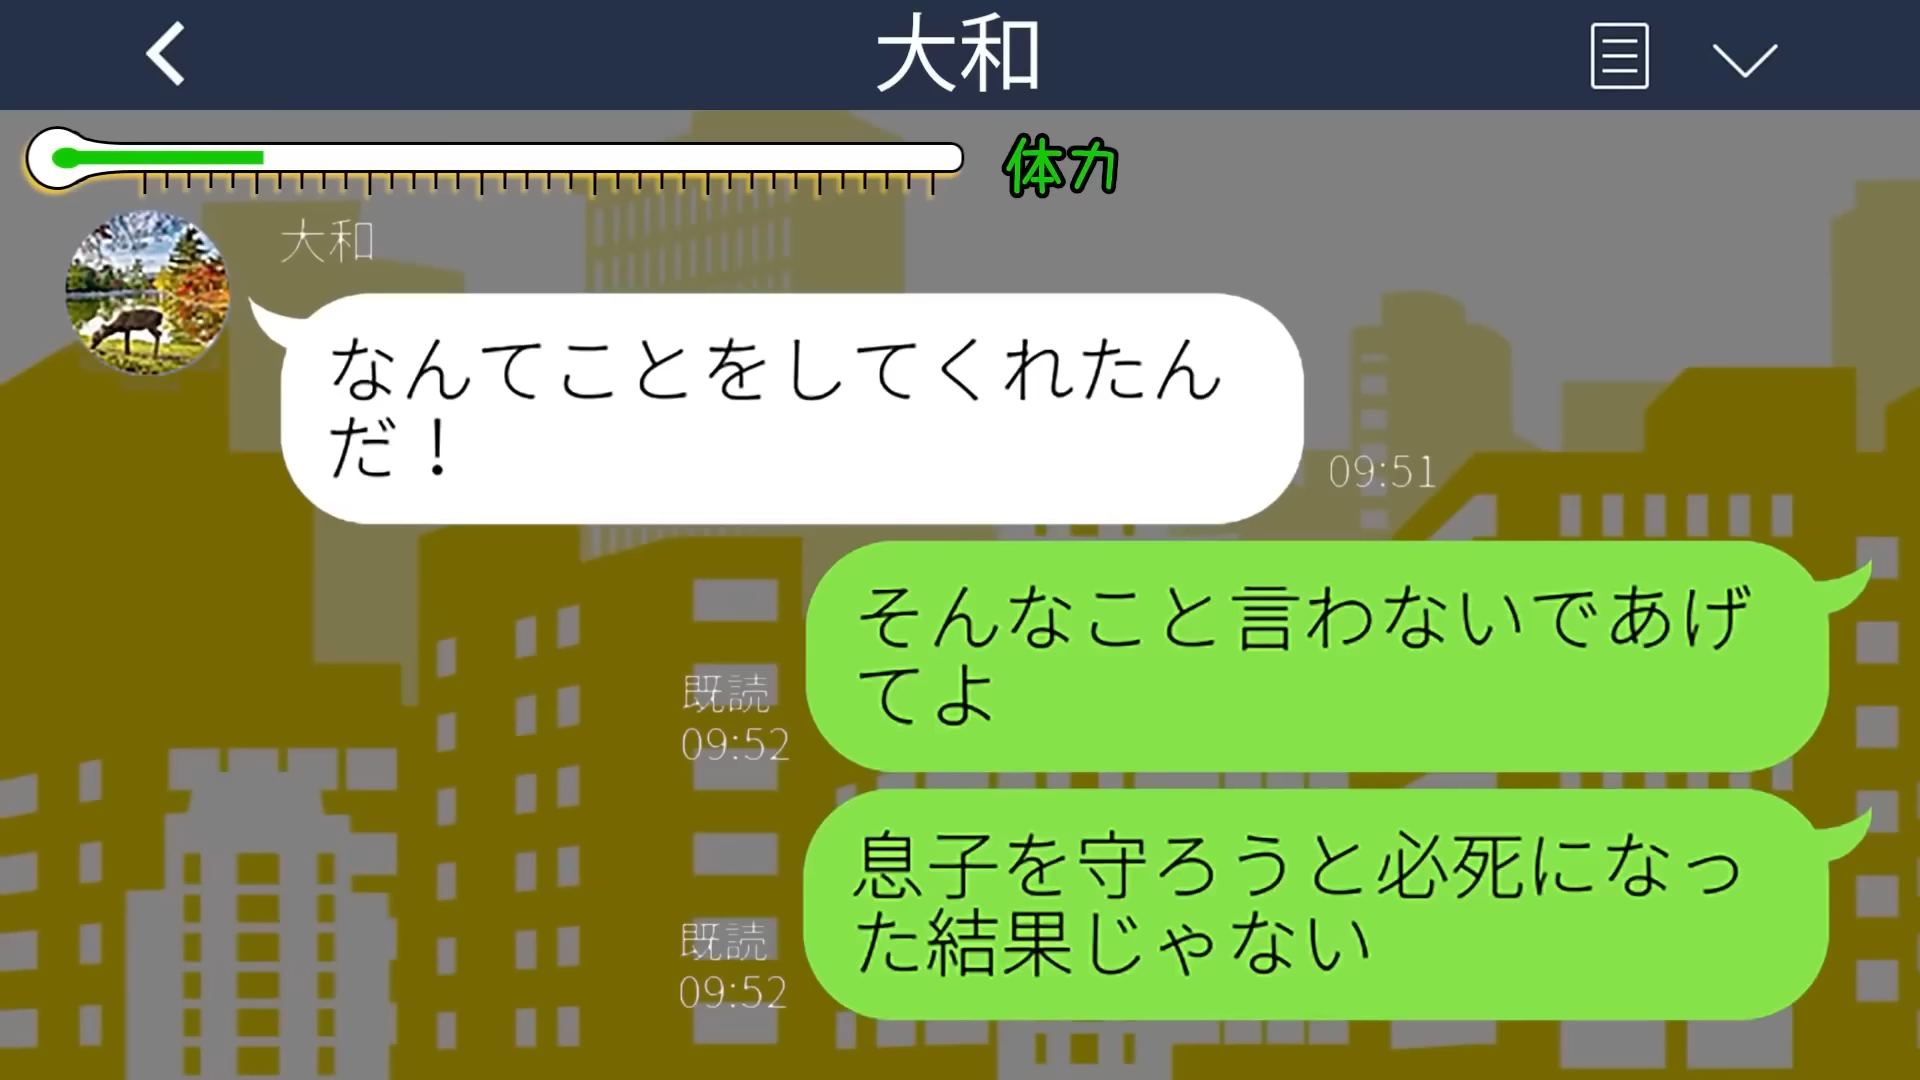 大和
体力
大和
なんてことをしてくれたん
だ！
09:51
そんなこと言わないであげ
てよ
既読
09:52
息子を守ろうと必死になっ
た結果じゃない
既読
09:52